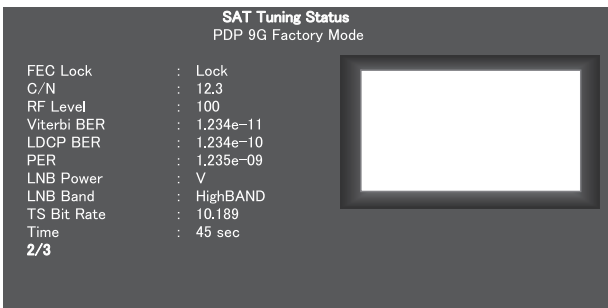 SAT Tuning Status
PDP 9G Factory Mode
FEC Lock : Lock
C/N : 12.3
RF Level : 100
Viterbi BER : 1.234e-11
LDCP BER : 1.234e-10
PER : 1.235e-09
LNB Power : V
LNB Band : HighBAND
TS Bit Rate : 10.189
Time : 45 sec
2/3